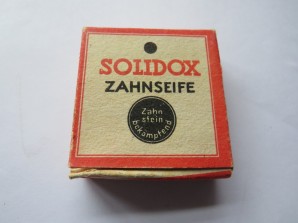 SOLIDOX
ZAHNSEIFE
Zahn
stein
bekämpfend